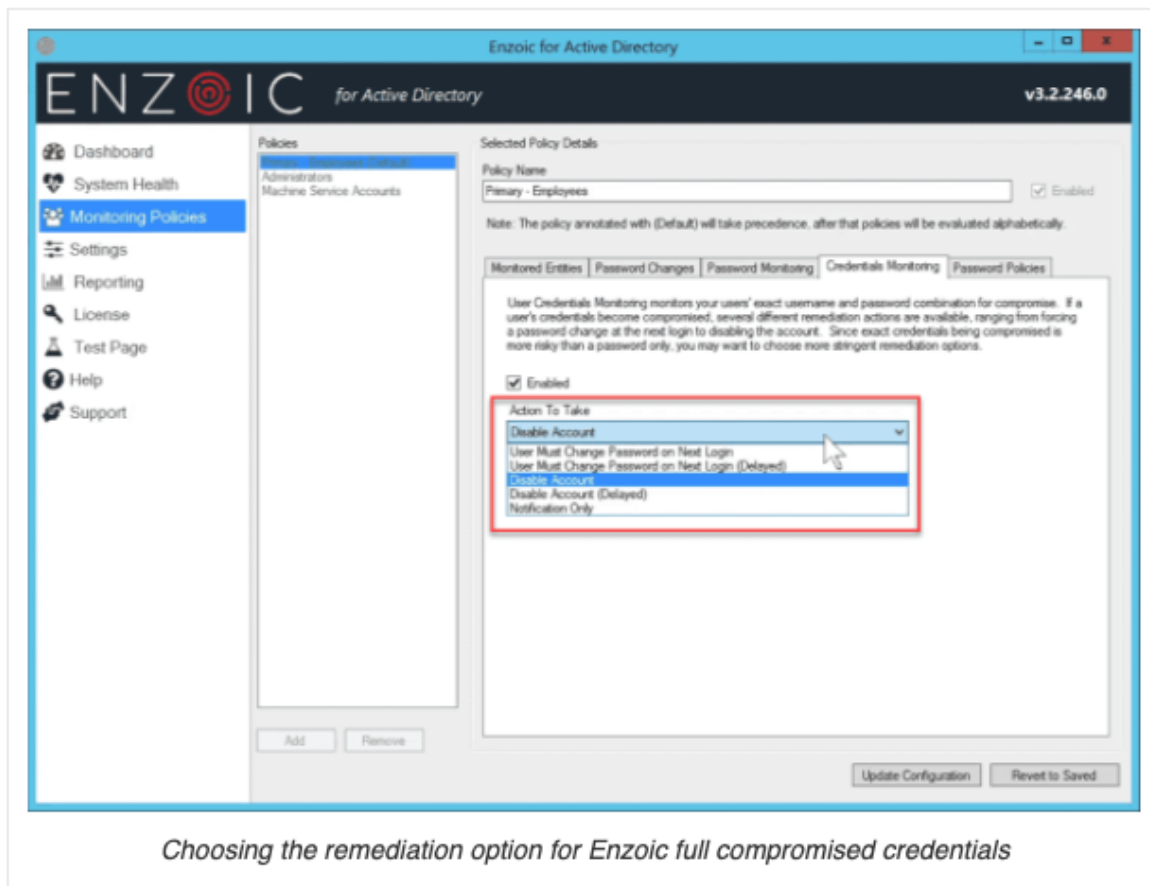 Enzoic for Active Directory
ENZOIC for Active Directory
v3.2.246.0
Dashboard
System Health
Monitoring Policies
Settings
Reporting
License
Test Page
Help
Support
Policies
Primary - Employees (Default)
Administrators
Machine Service Accounts
Add
Remove
Selected Policy Details
Policy Name
Primary - Employees
Enabled
Note: The policy annotated with (Default) will take precedence, after that policies will be evaluated alphabetically.
Monitored Entities
Password Changes
Password Monitoring
Credentials Monitoring
Password Policies
User Credentials Monitoring monitors your users' exact username and password combination for compromise. If a
user's credentials become compromised, several different remediation actions are available, ranging from forcing
a password change at the next login to disabling the account. Since exact credentials being compromised is
more risky than a password only, you may want to choose more stringent remediation options.
Enabled
Action To Take
Disable Account
User Must Change Password on Next Login
User Must Change Password on Next Login (Delayed)
Disable Account
Disable Account (Delayed)
Notification Only
Update Configuration
Revert to Saved
Choosing the remediation option for Enzoic full compromised credentials